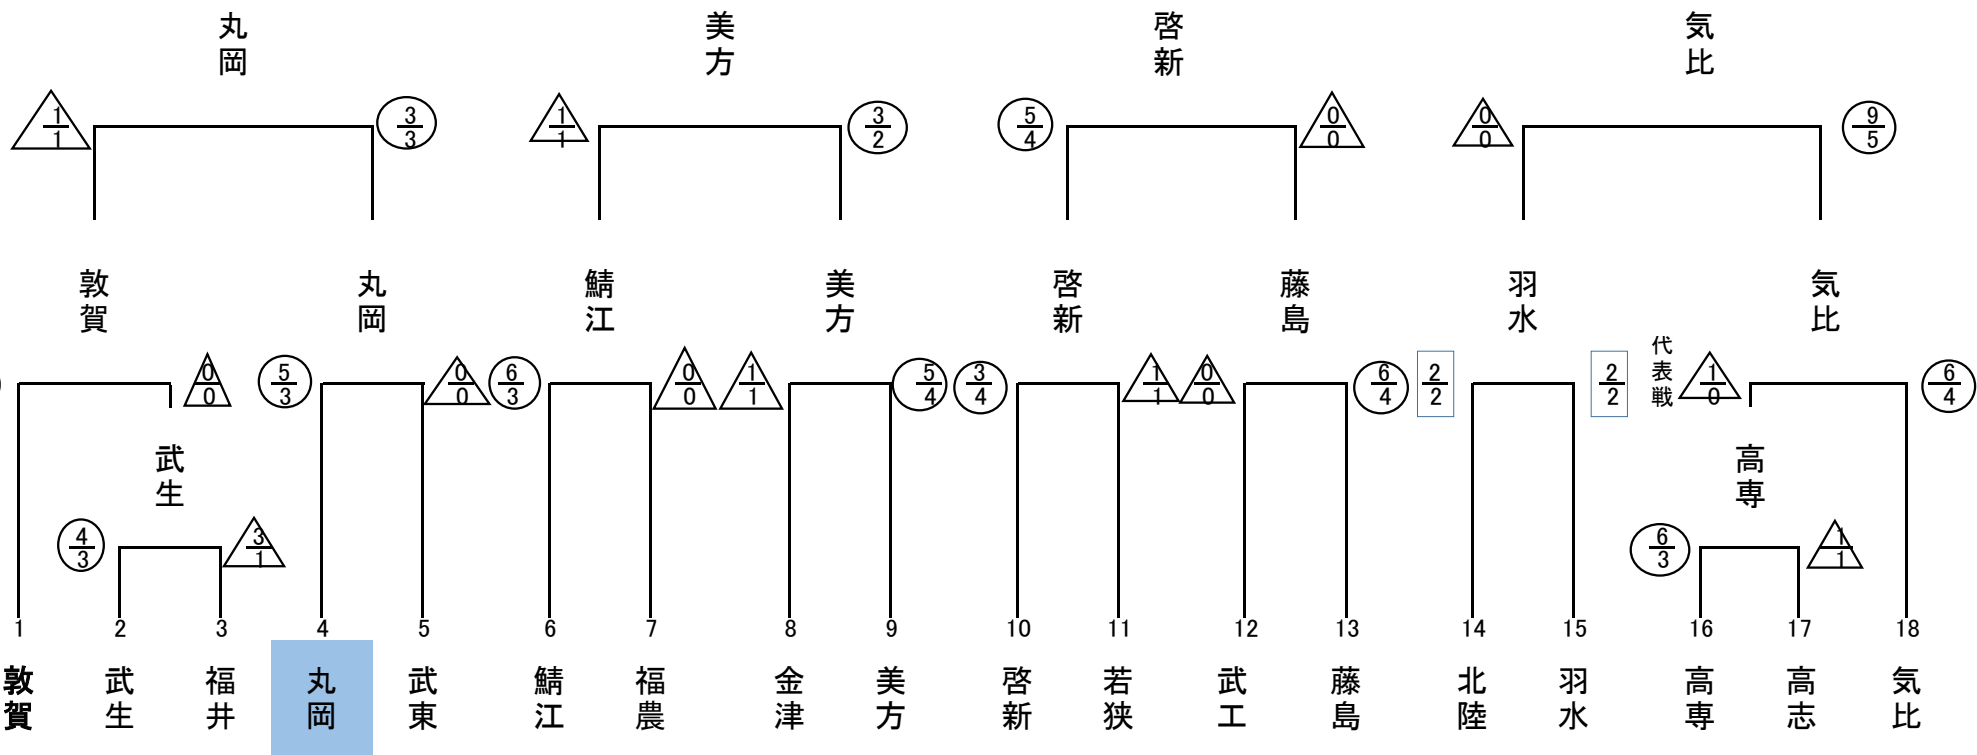 丸岡
美方
啓新
気比
1/1
3/3
1/1
3/2
5/4
0/0
0/0
9/5
敦賀
丸岡
鯖江
美方
啓新
藤島
羽水
気比
0/0
5/3
0/0
6/3
0/0
1/1
5/4
3/4
1/1
0/0
6/4
2/2
2/2
代表戦
1/0
6/4
武生
高専
4/3
3/1
6/3
1/1
1 2 3 4 5 6 7 8 9 10 11 12 13 14 15 16 17 18
敦賀
武生
福井
丸岡
武東
鯖江
福農
金津
美方
啓新
若狭
武工
藤島
北陸
羽水
高専
高志
気比